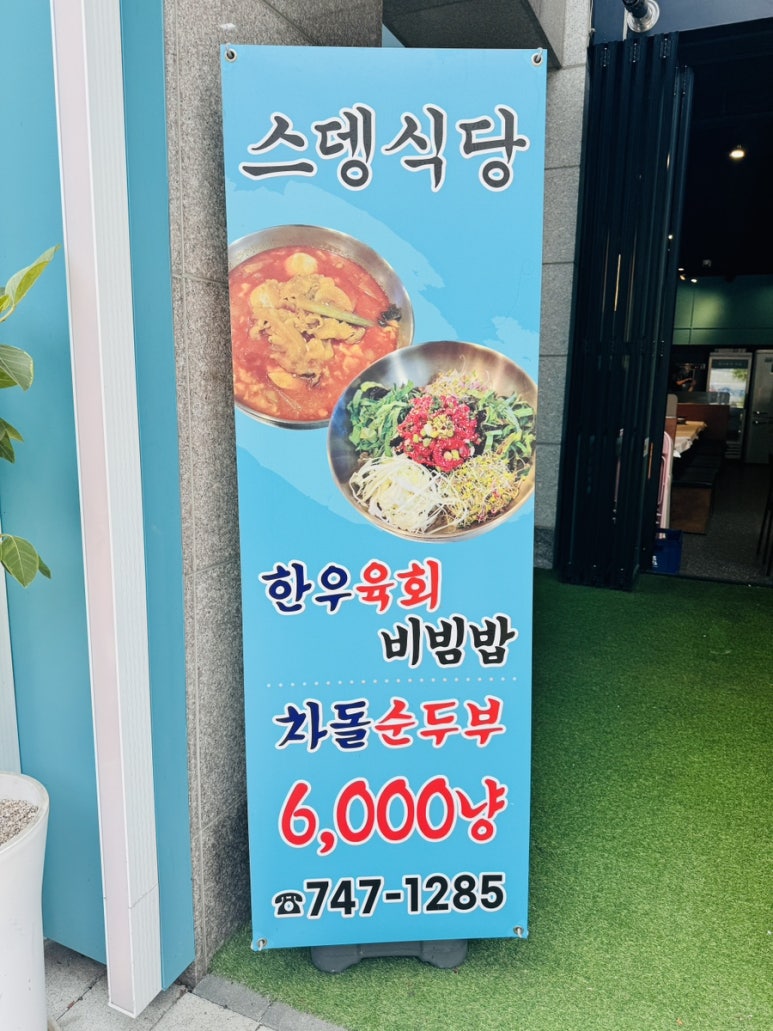 스뎅식당
한우육회
비빔밥
차돌순두부
6,000냥
☎747-1285